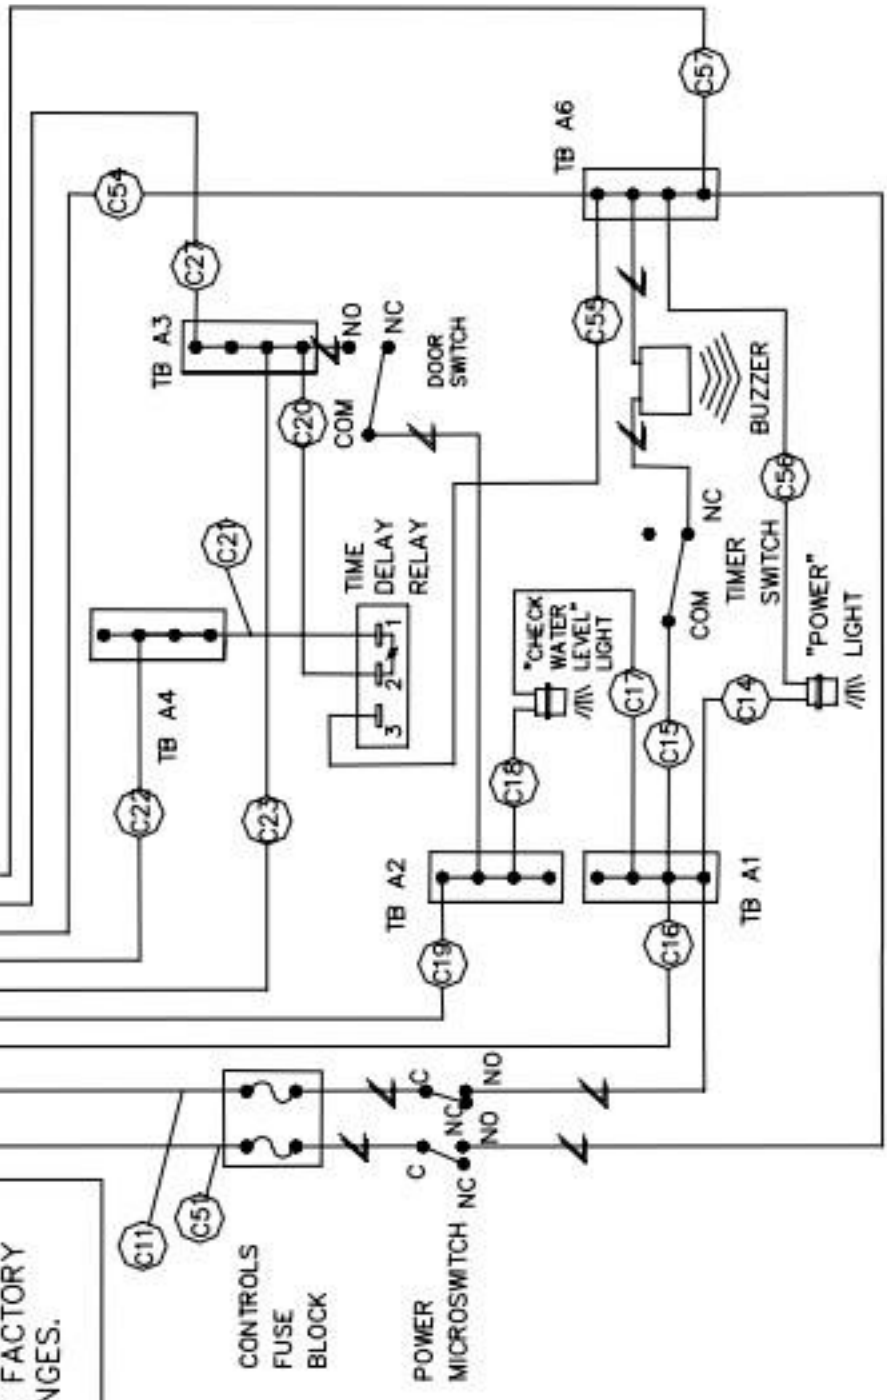 C57
TB A6
C54
C27
TB A3
NO
NC
DOOR
SWITCH
COM
C20
C55
BUZZER
C21
TIME
DELAY
RELAY
1
2
3
C56
NC
TIMER
SWITCH
COM
"POWER"
LIGHT
"CHECK
WATER
LEVEL"
LIGHT
TB A4
C17
C14
C15
C22
C23
C18
TB A2
TB A1
C19
C16
C
NC
NO
C
NC
NO
C11
C51
CONTROLS
FUSE
BLOCK
POWER
MICROSWITCH
FACTORY
NGES.